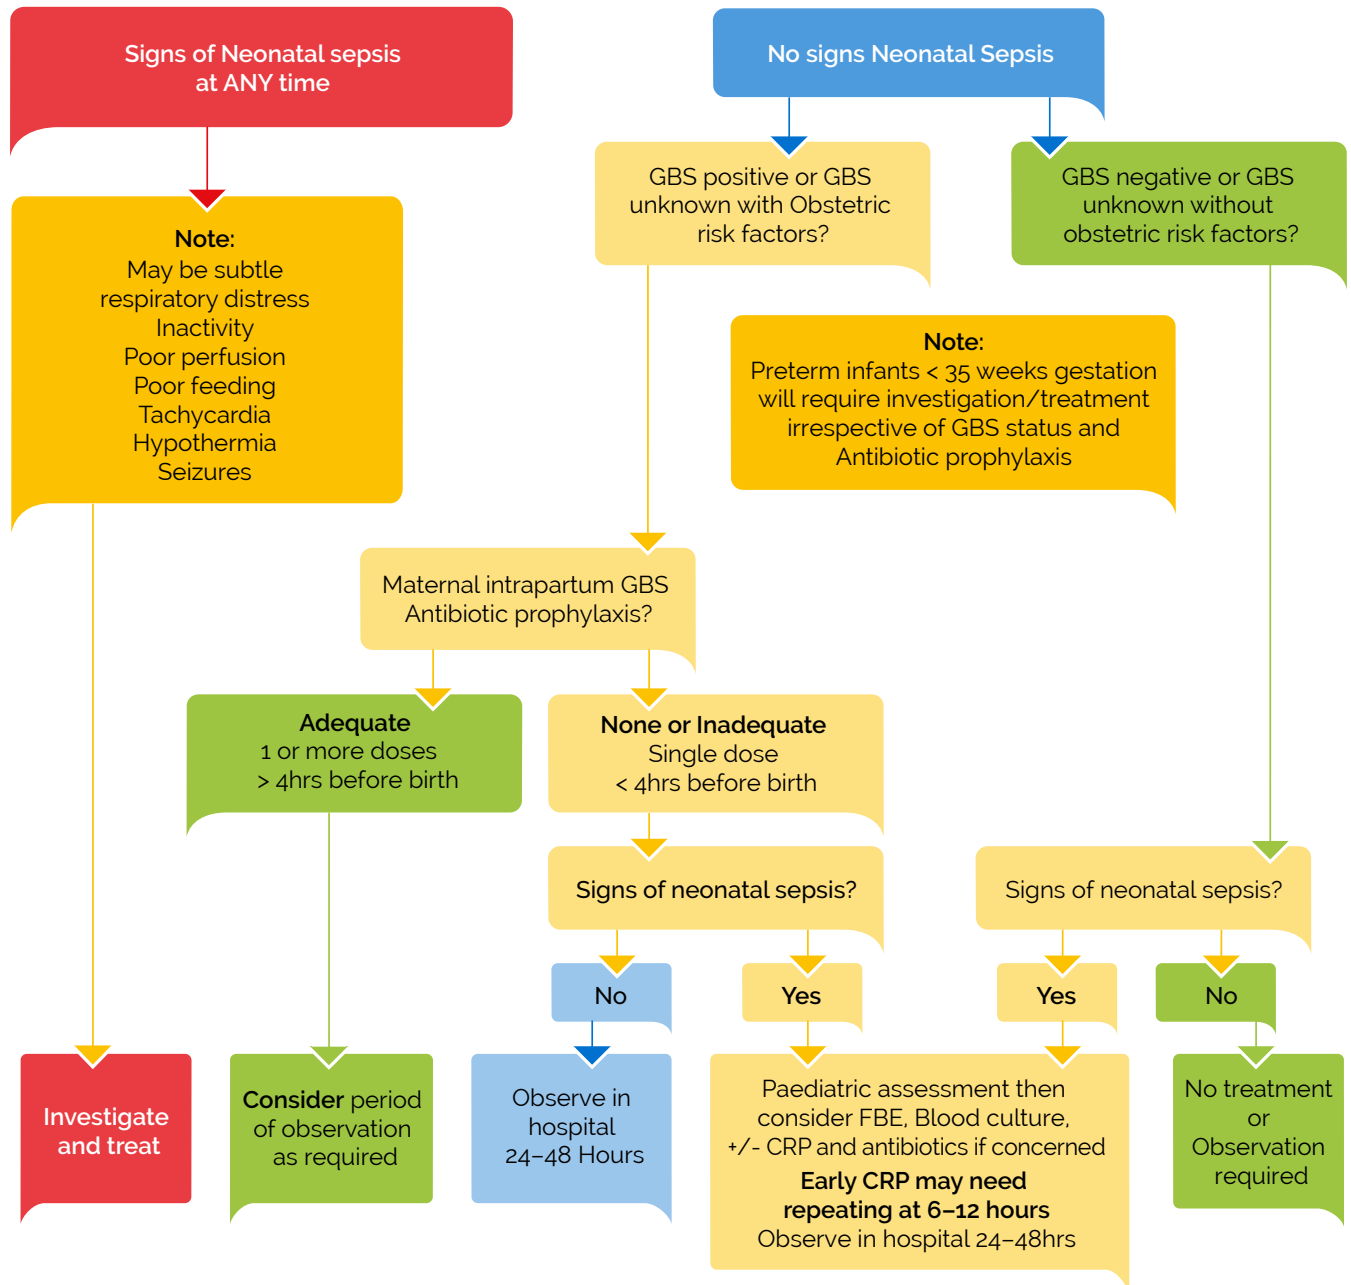 Signs of Neonatal sepsis
at ANY time
No signs Neonatal Sepsis
GBS positive or GBS
unknown with Obstetric
risk factors?
GBS negative or GBS
unknown without
obstetric risk factors?
Note:
May be subtle
respiratory distress
Inactivity
Poor perfusion
Poor feeding
Tachycardia
Hypothermia
Seizures
Note:
Preterm infants < 35 weeks gestation
will require investigation/treatment
irrespective of GBS status and
Antibiotic prophylaxis
Maternal intrapartum GBS
Antibiotic prophylaxis?
Adequate
1 or more doses
> 4hrs before birth
None or Inadequate
Single dose
< 4hrs before birth
Signs of neonatal sepsis?
Signs of neonatal sepsis?
No
Yes
Yes
No
Investigate
and treat
Consider period
of observation
as required
Observe in
hospital
24–48 Hours
Paediatric assessment then
consider FBE, Blood culture,
+/- CRP and antibiotics if concerned
Early CRP may need
repeating at 6–12 hours
Observe in hospital 24–48hrs
No treatment
or
Observation
required